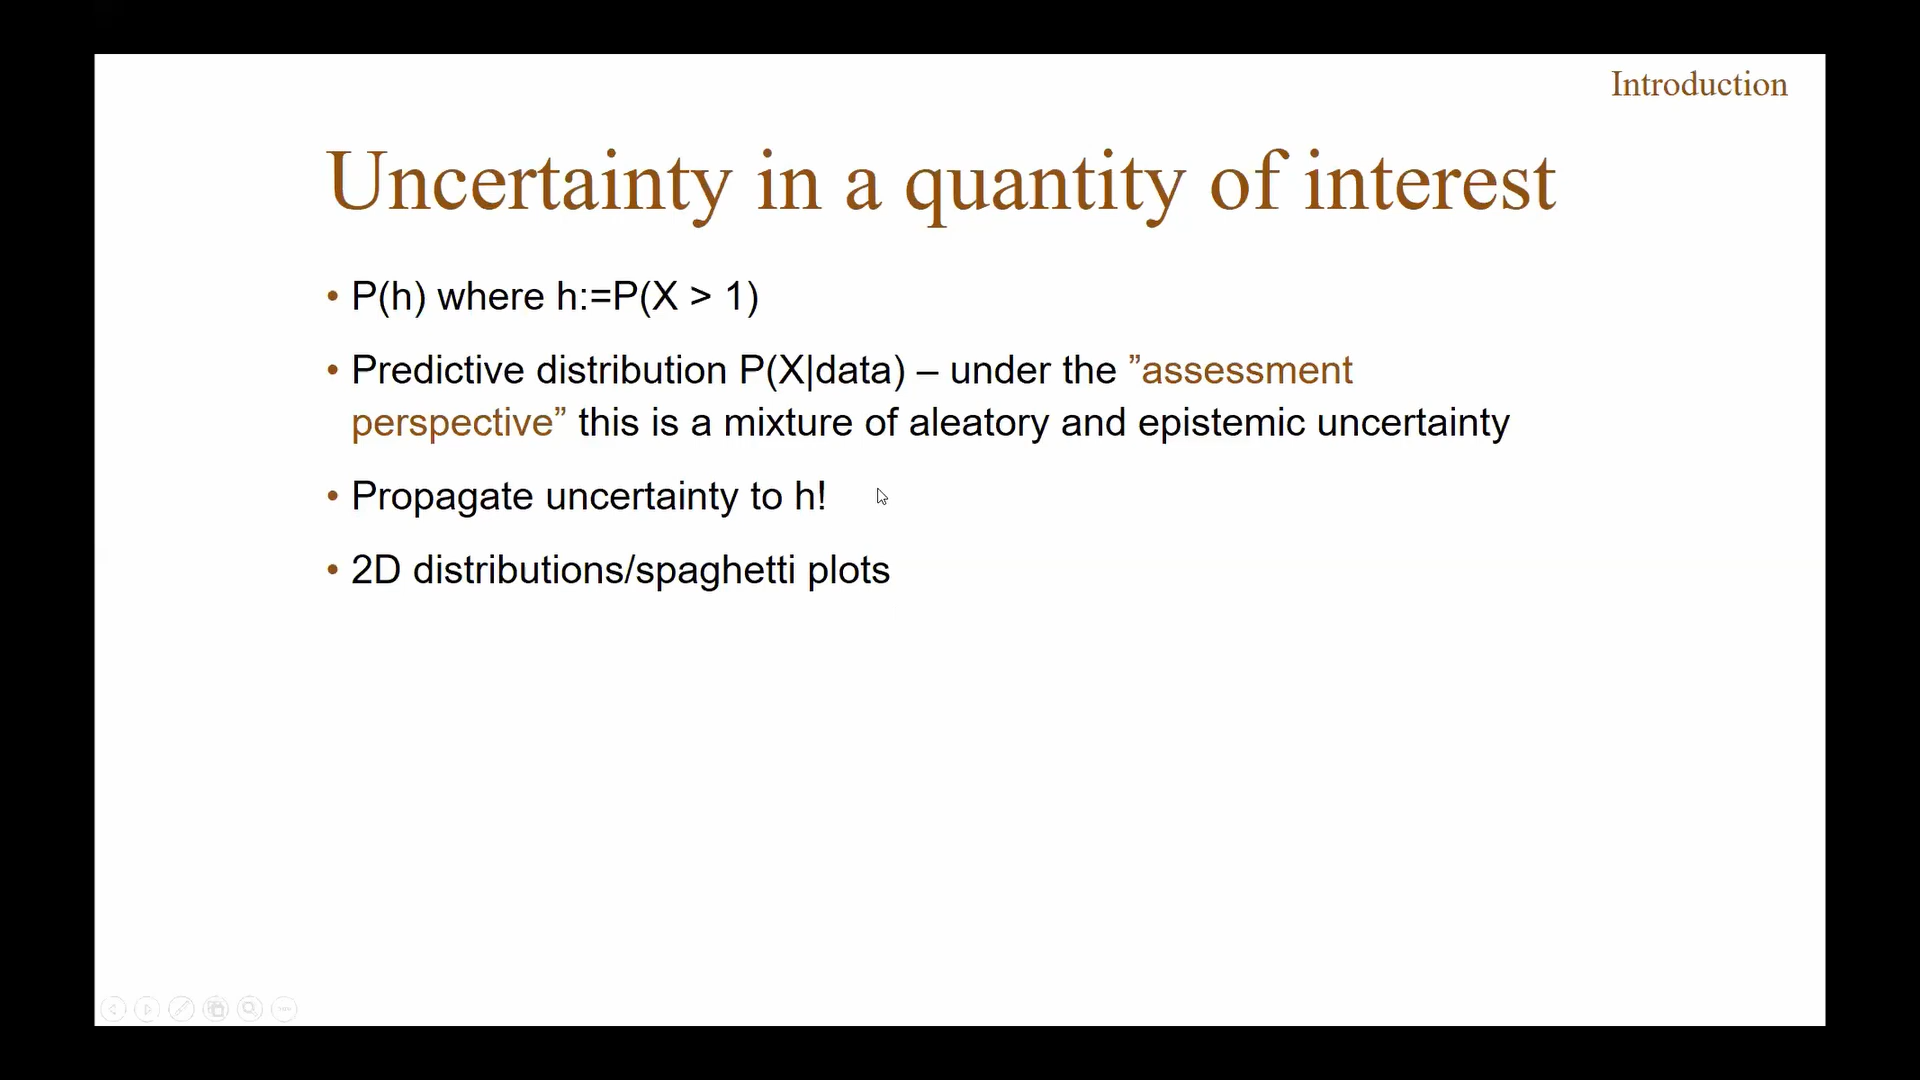 Introduction
Uncertainty in a quantity of interest
• P(h) where h:=P(X > 1)
• Predictive distribution P(X|data) – under the ”assessment
perspective” this is a mixture of aleatory and epistemic uncertainty
• Propagate uncertainty to h!
• 2D distributions/spaghetti plots